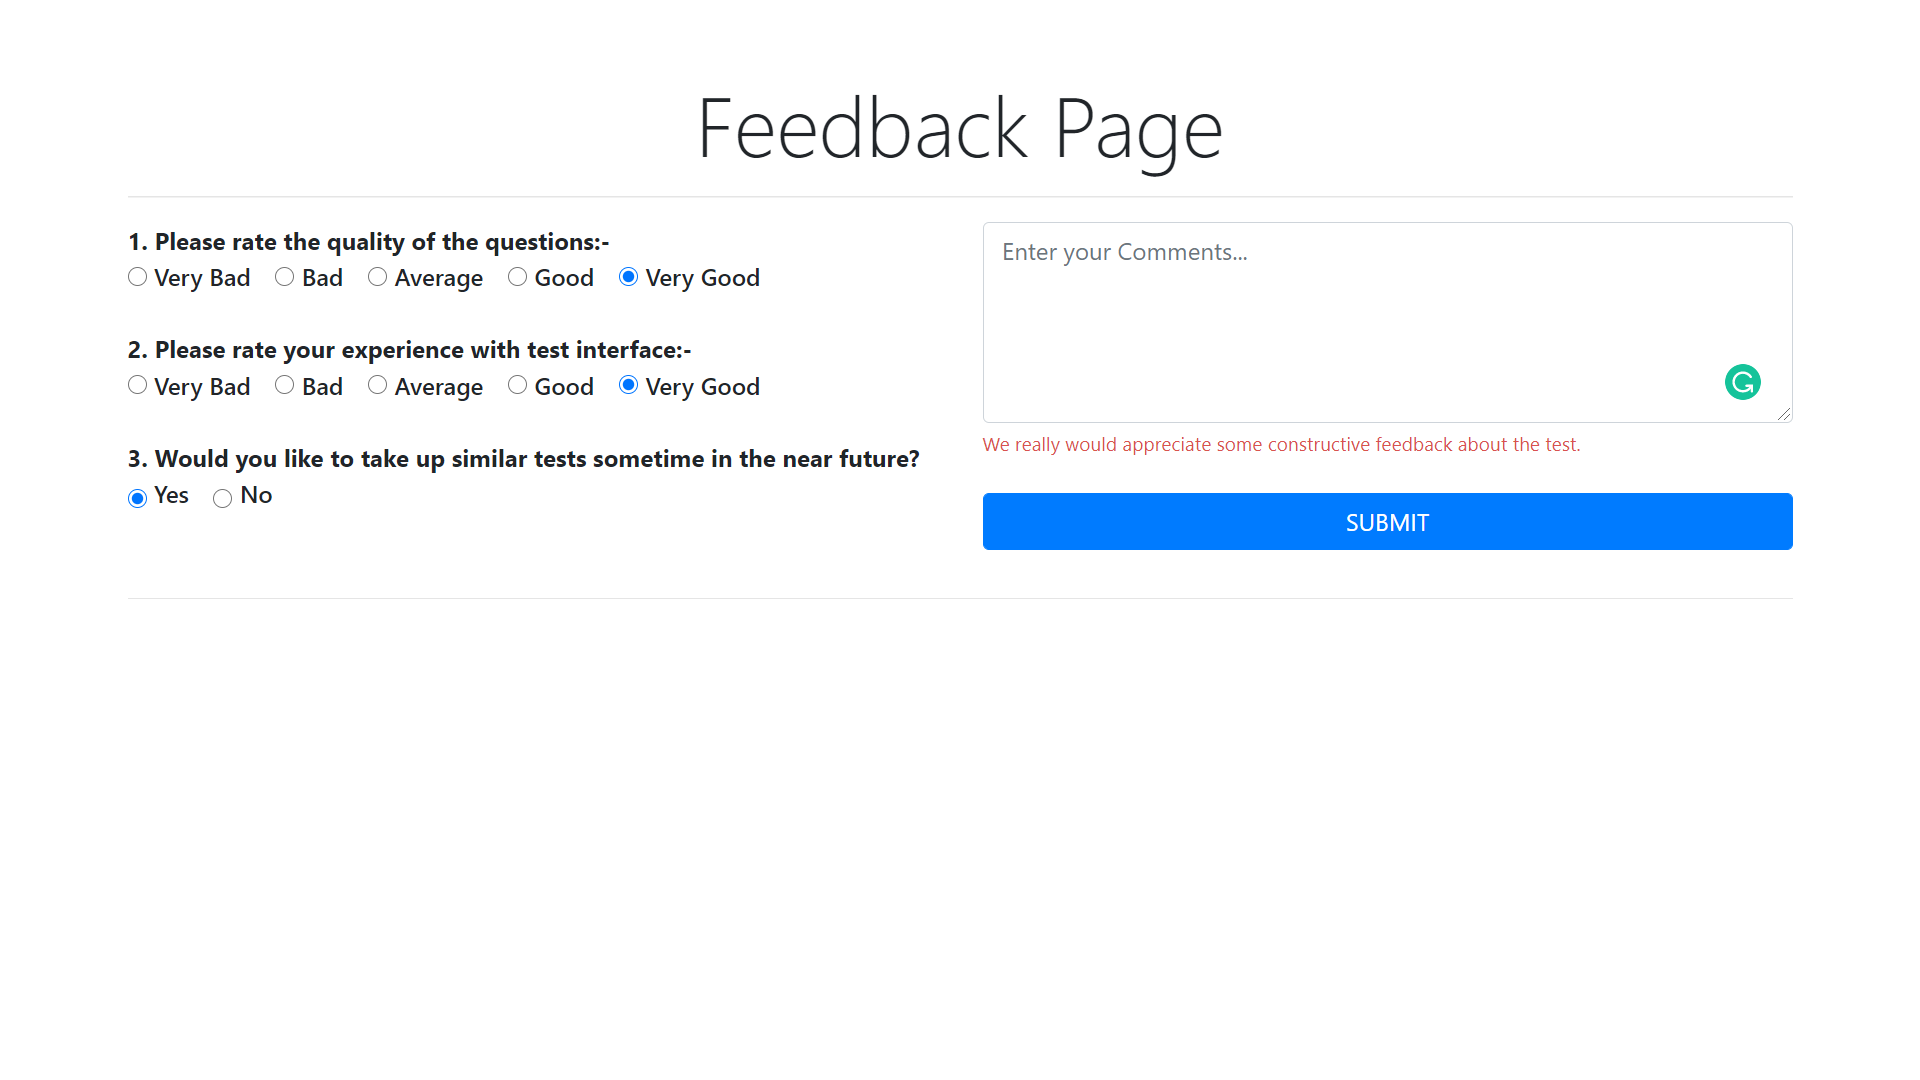 Feedback Page
1. Please rate the quality of the questions:-
Very Bad Bad Average Good Very Good
2. Please rate your experience with test interface:-
Very Bad Bad Average Good Very Good
3. Would you like to take up similar tests sometime in the near future?
Yes No
Enter your Comments...
We really would appreciate some constructive feedback about the test.
SUBMIT